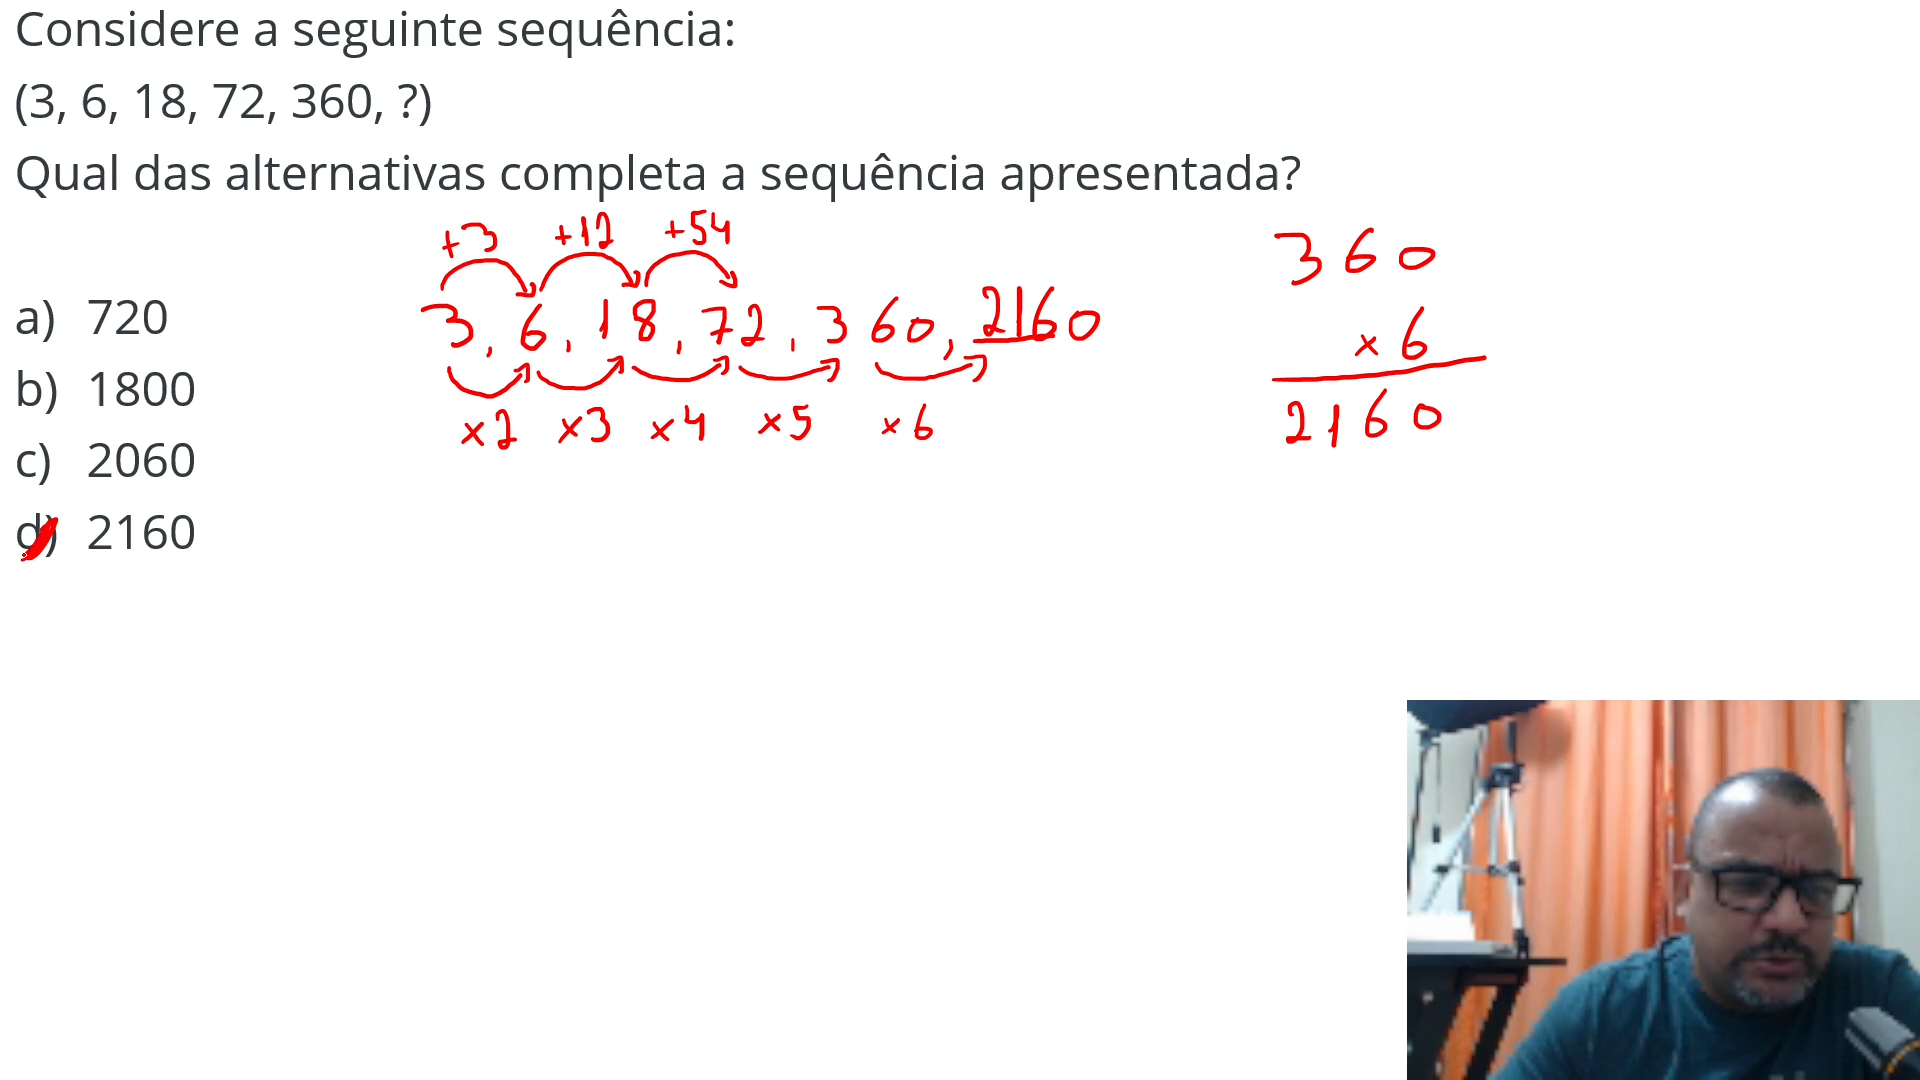 Considere a seguinte sequência:
(3, 6, 18, 72, 360, ?)
Qual das alternativas completa a sequência apresentada?
+3 +12 +54
3, 6, 18, 72, 360, 2160
×2 ×3 ×4 ×5 ×6
360
×6
2160
a) 720
b) 1800
c) 2060
d) 2160